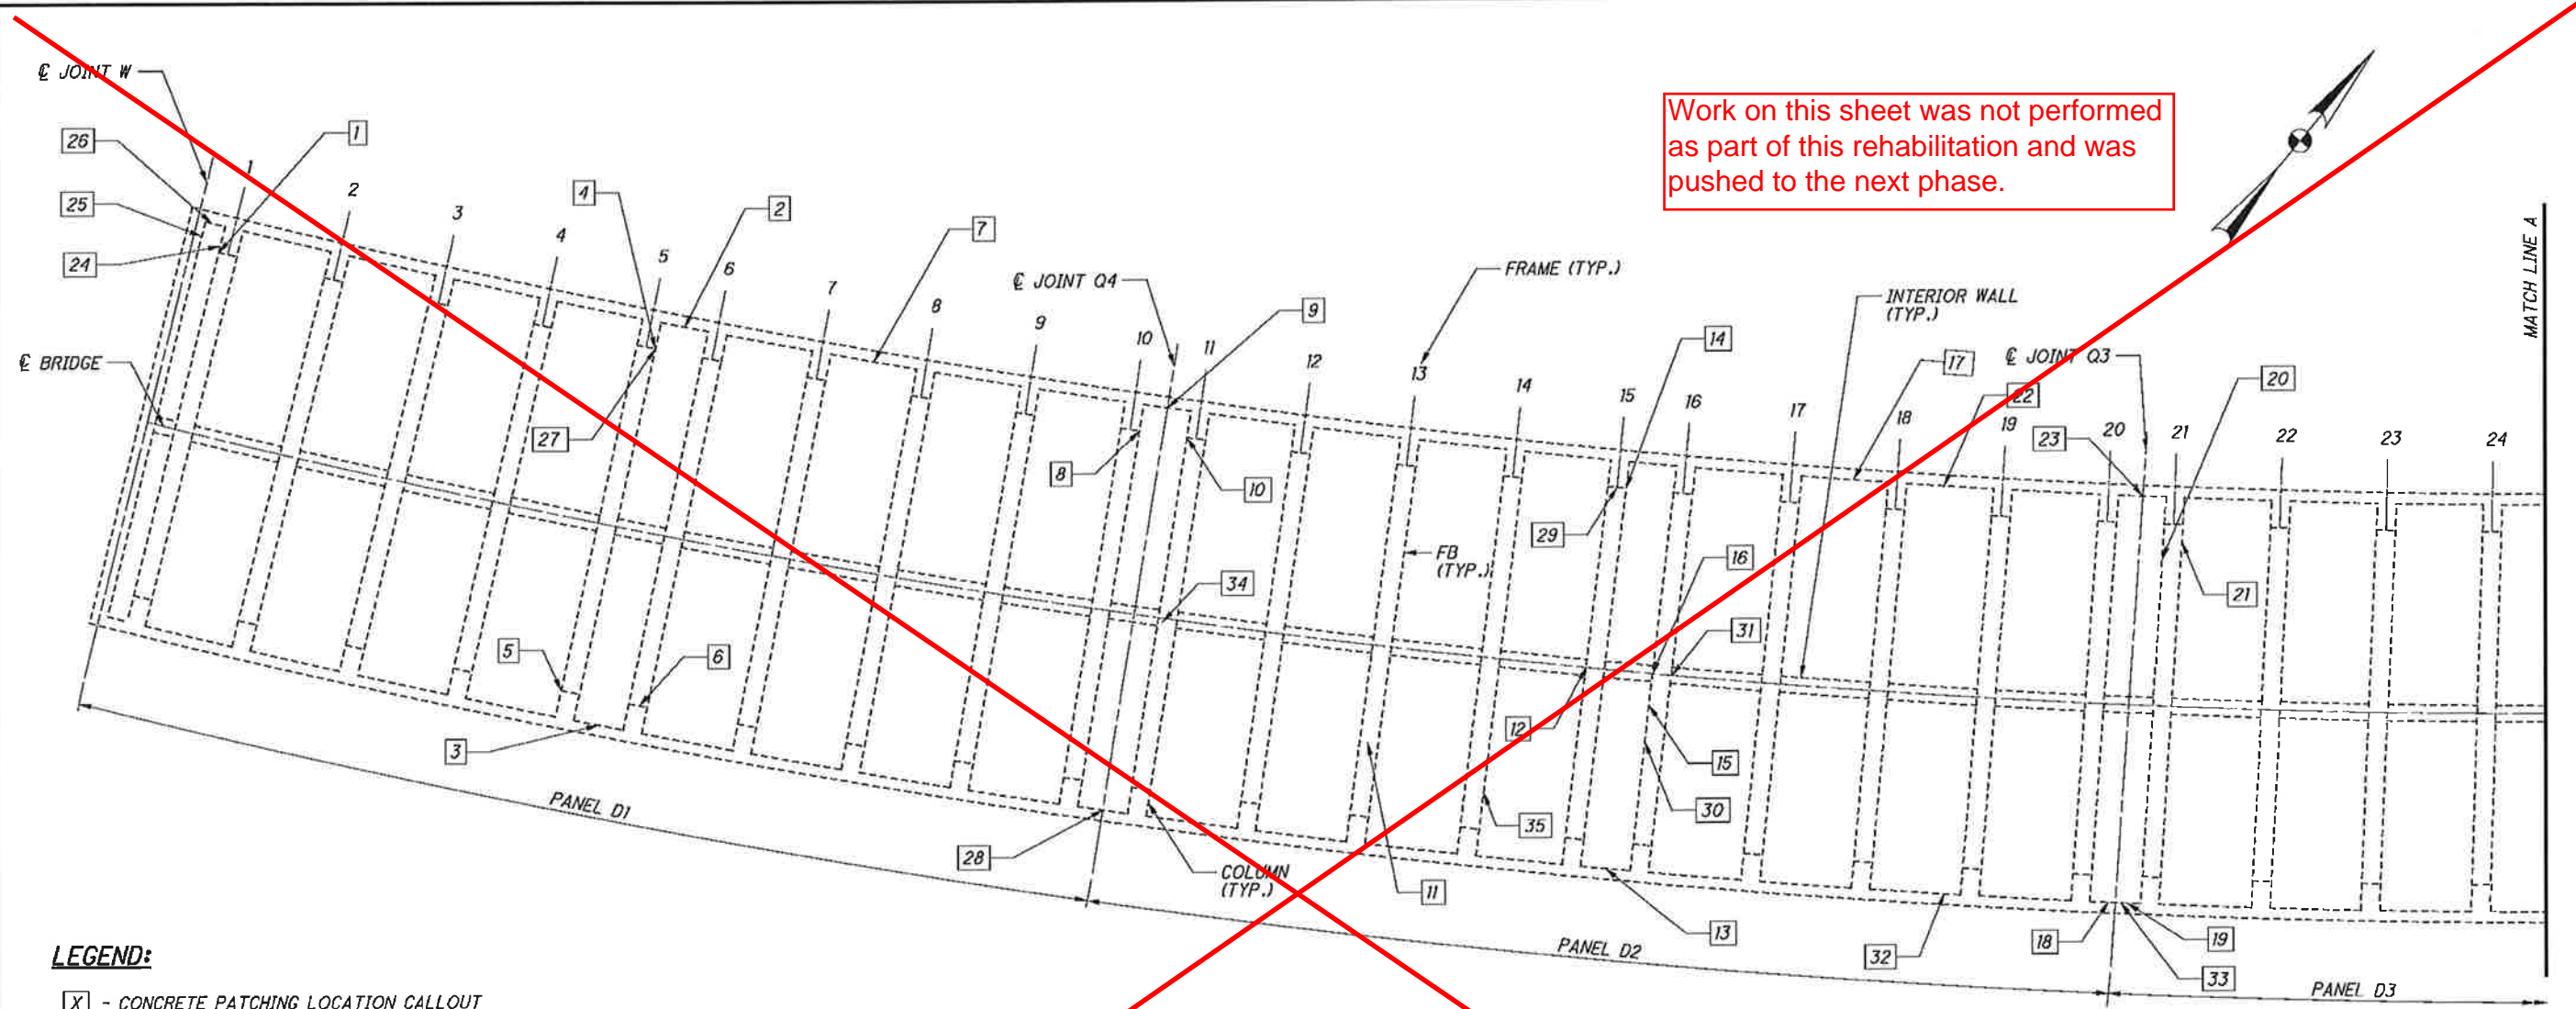 ℄ JOINT W
26
1
25
24
1
2
3
4
5
6
7
8
9
10
11
12
13
14
15
16
17
18
19
20
21
22
23
24
4
2
7
℄ JOINT Q4
9
FRAME (TYP.)
14
INTERIOR WALL
(TYP.)
℄ JOINT Q3
17
22
23
20
Work on this sheet was not performed
as part of this rehabilitation and was
pushed to the next phase.
MATCH LINE A
℄ BRIDGE
27
8
10
29
FB
(TYP.)
16
21
34
31
5
6
12
15
3
30
35
28
COLUMN
(TYP.)
11
13
32
18
19
33
PANEL D1
PANEL D2
PANEL D3
LEGEND:
X - CONCRETE PATCHING LOCATION CALLOUT